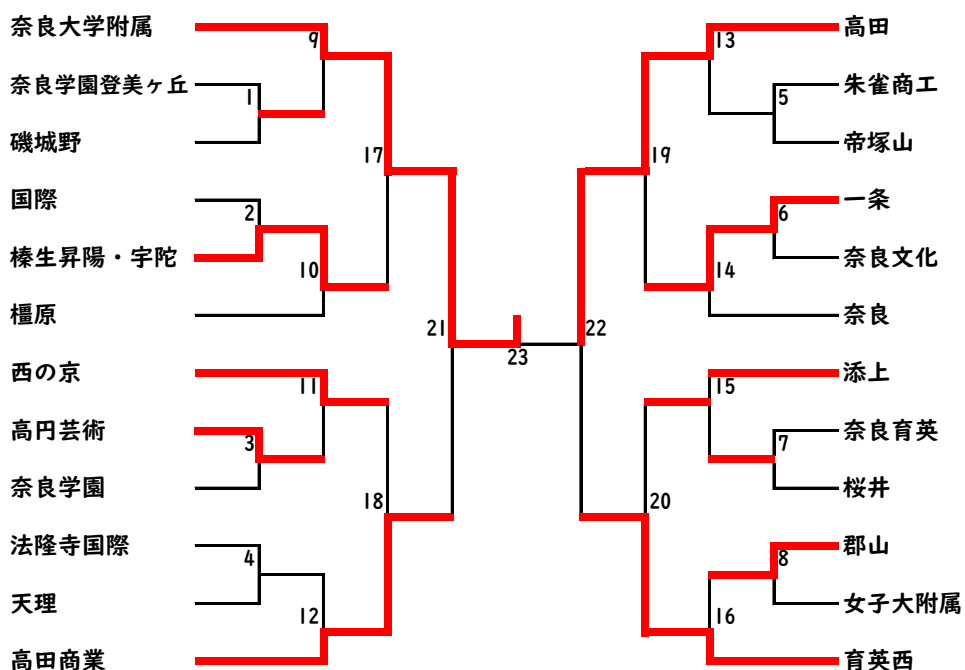 奈良大学附属
奈良学園登美ヶ丘
磯城野
国際
榛生昇陽・宇陀
橿原
西の京
高円芸術
奈良学園
法隆寺国際
天理
高田商業
9
1
17
2
10
21
11
3
18
4
12
23
13
5
19
6
14
22
15
7
20
8
16
高田
朱雀商工
帝塚山
一条
奈良文化
奈良
添上
奈良育英
桜井
郡山
女子大附属
育英西